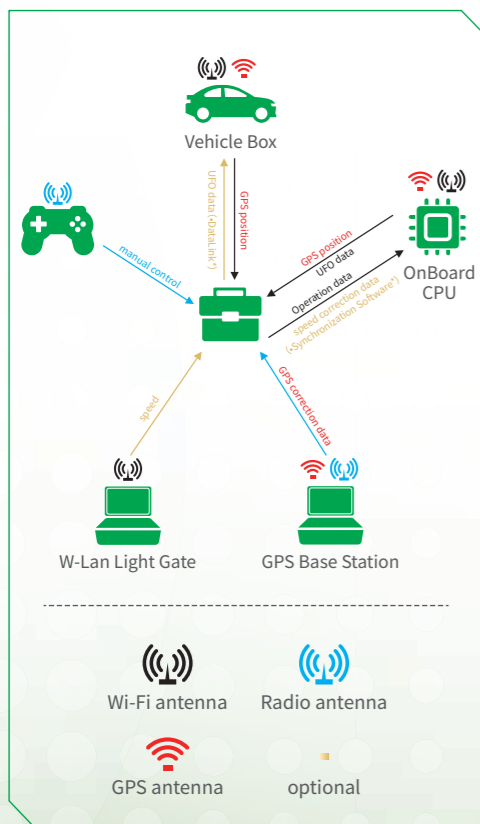 Vehicle Box
UFO data (•DataLink*)
GPS position
manual control
GPS position
UFO data
Operation data
speed correction data
(•Synchronization Software*)
OnBoard
CPU
speed
GPS correction data
W-Lan Light Gate
GPS Base Station
Wi-Fi antenna
Radio antenna
GPS antenna
optional